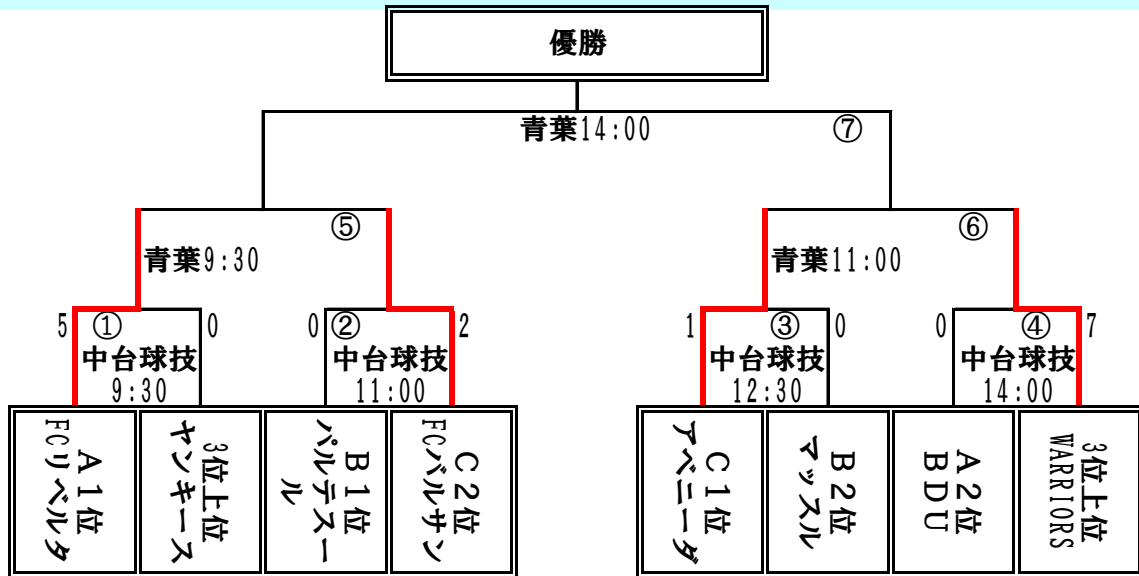 優勝
青葉14:00 ⑦
⑤ ⑥
青葉9:30 青葉11:00
5 ① 0 0 ② 2 1 ③ 0 0 ④ 7
中台球技 中台球技 中台球技 中台球技
9:30 11:00 12:30 14:00
A1位
FCリベルタ
3位上位
ヤンキース
B1位
パルテスール
C2位
FCバルサン
C1位
アベニーダ
B2位
マッスル
A2位
BDU
3位上位
WARRIORS